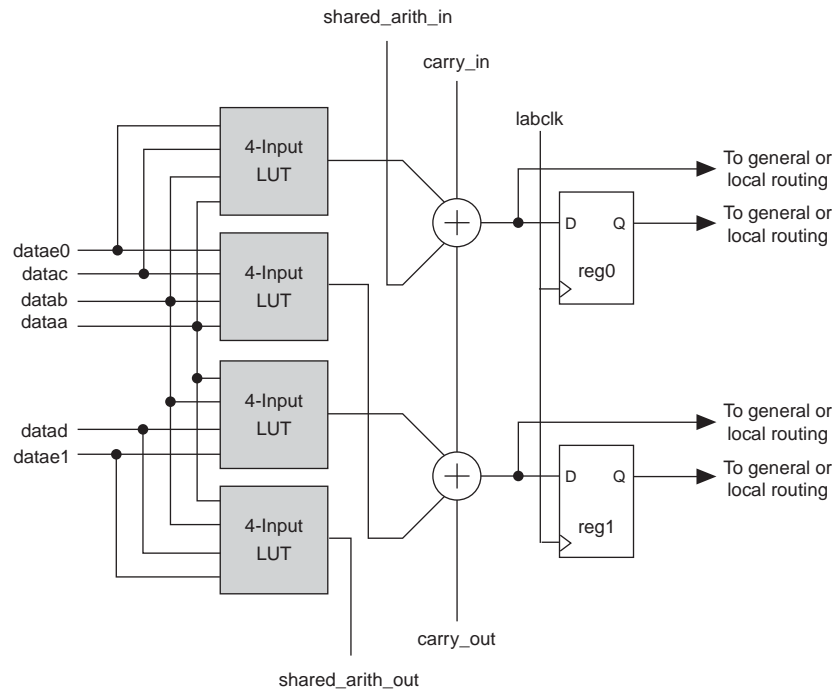 shared_arith_in
carry_in
labclk
4-Input
LUT
To general or
local routing
D Q
reg0
To general or
local routing
datae0
datac
datab
dataa
4-Input
LUT
4-Input
LUT
To general or
local routing
datad
datae1
D Q
reg1
To general or
local routing
4-Input
LUT
carry_out
shared_arith_out